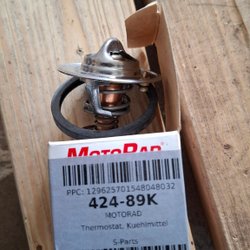 MOTORAD
PPC: 129625701548048032
424-89K
MOTORAD
Thermostat, Kuehlmittel
S-Parts